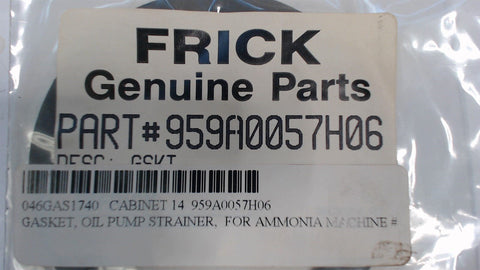 FRICK
Genuine Parts
PART#959A0057H06
DESC: GSKT
046GAS1740 CABINET 14 959A0057H06
GASKET, OIL PUMP STRAINER, FOR AMMONIA MACHINE #